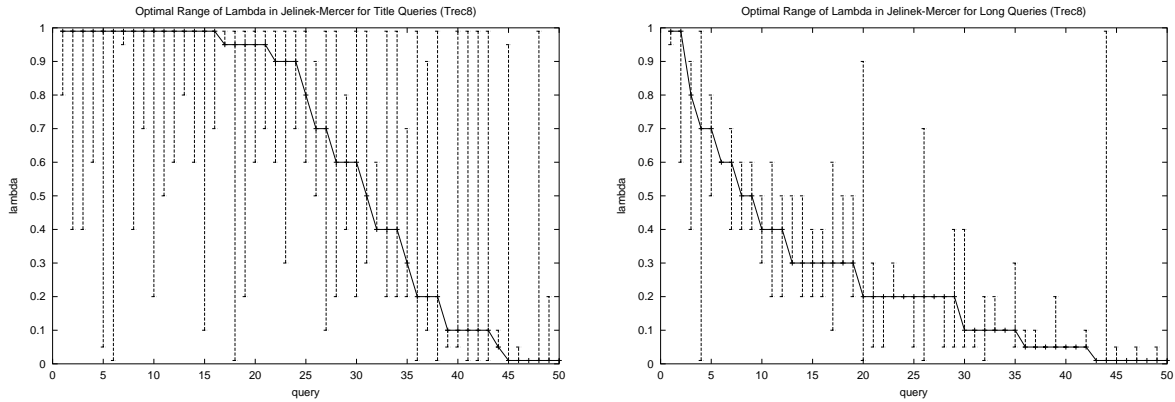 Optimal Range of Lambda in Jelinek-Mercer for Title Queries (Trec8)
1
0.9
0.8
0.7
0.6
0.5
0.4
0.3
0.2
0.1
0
lambda
0 5 10 15 20 25 30 35 40 45 50
query
Optimal Range of Lambda in Jelinek-Mercer for Long Queries (Trec8)
1
0.9
0.8
0.7
0.6
0.5
0.4
0.3
0.2
0.1
0
lambda
0 5 10 15 20 25 30 35 40 45 50
query